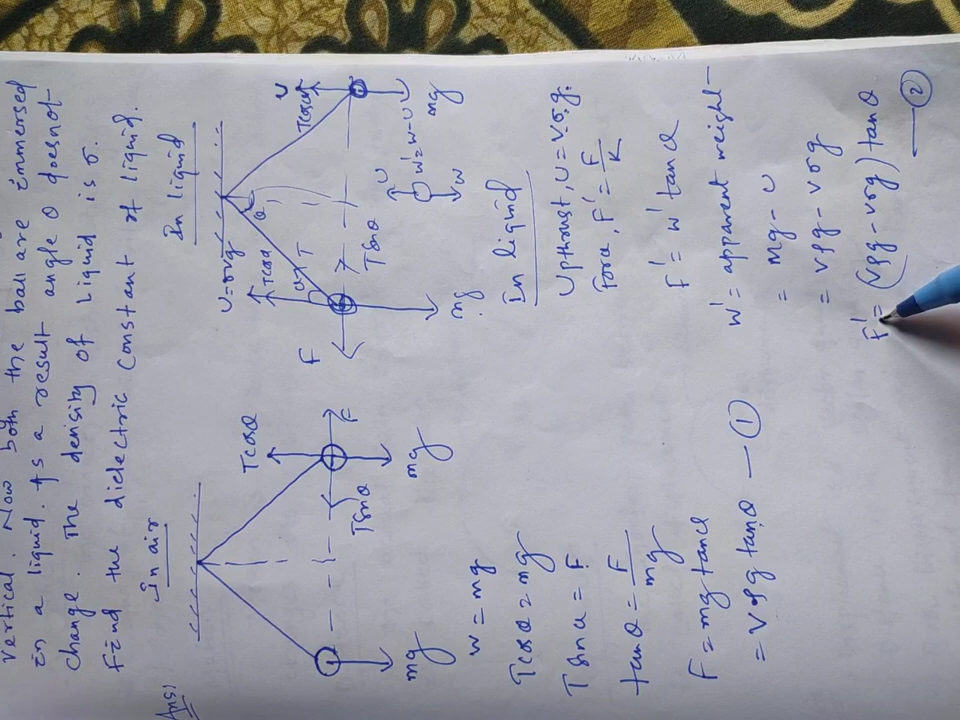 vertical. Now both the ball are immersed
in a liquid. As a result angle θ doesnot
change. The density of liquid is σ.
Find the dielectric constant of liquid.
Ans:
In air
Tcosθ
F
Tsinθ
mg
mg
W = mg
Tcosθ = mg
Tsinθ = F
tanθ = F/mg
F = mg tanθ
= Vρg tanθ — ①
In liquid
U=σvg
U
Tcosθ
Tcosθ
θ
θ
T
F
Tsinθ
U
W'=W-U
W
mg
mg
In liquid
Upthrust, U = Vσg.
Force, F' = F/K
F' = W' tanθ
W' = apparent weight —
= mg - U
= Vρg - Vσg
F' = (Vρg - Vσg) tanθ
— ②